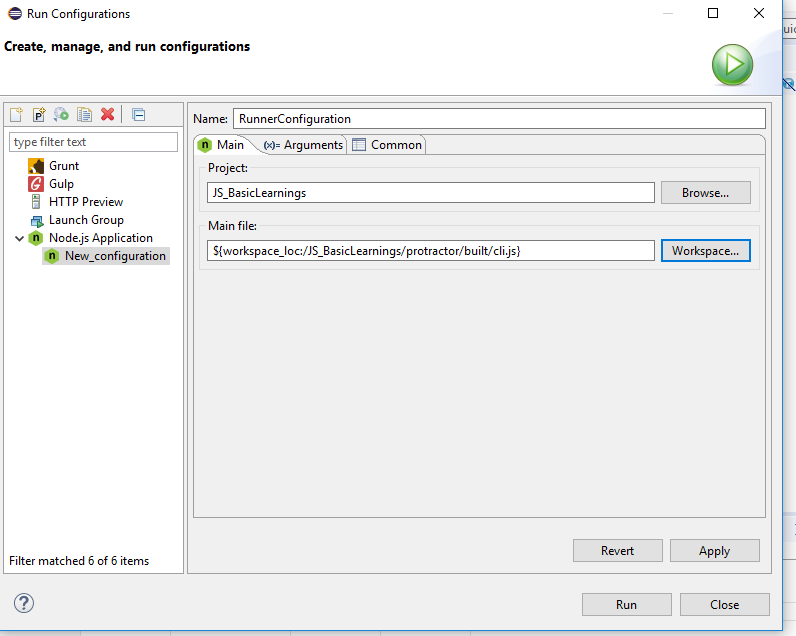 Run Configurations
Create, manage, and run configurations
type filter text
Grunt
Gulp
HTTP Preview
Launch Group
Node.js Application
New_configuration
Filter matched 6 of 6 items
Name: RunnerConfiguration
Main (x)= Arguments Common
Project:
JS_BasicLearnings Browse...
Main file:
${workspace_loc:/JS_BasicLearnings/protractor/built/cli.js} Workspace...
Revert Apply
Run Close